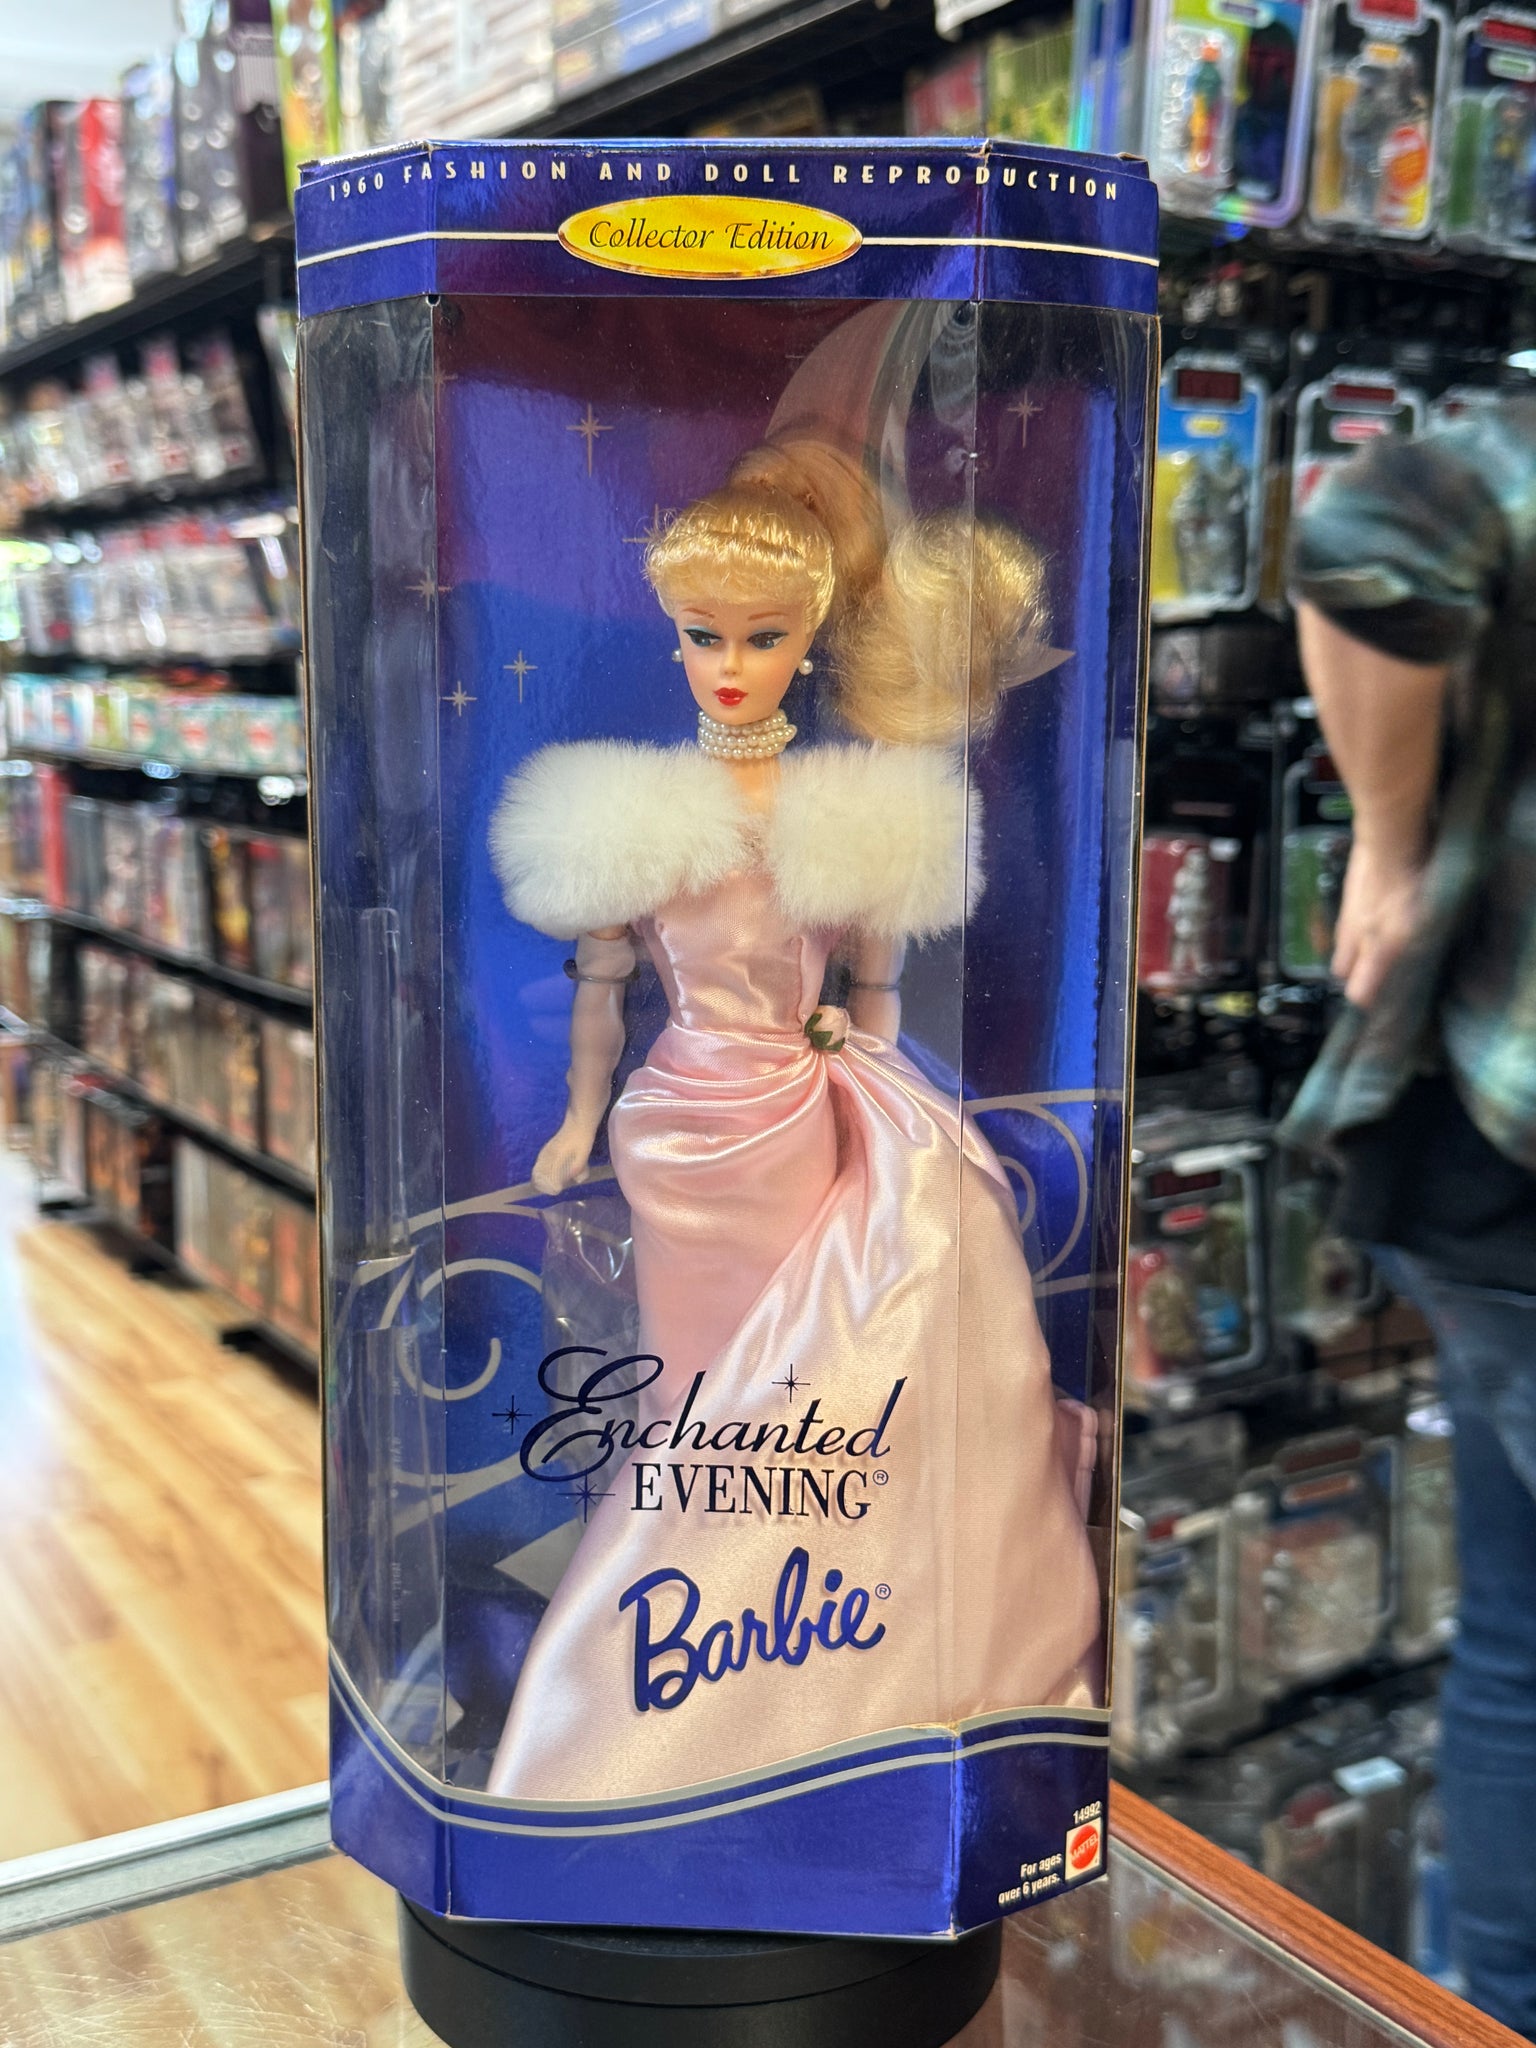 1960 FASHION AND DOLL REPRODUCTION
Collector Edition
Enchanted
EVENING®
Barbie®
14992
MATTEL
For ages
over 6 years.